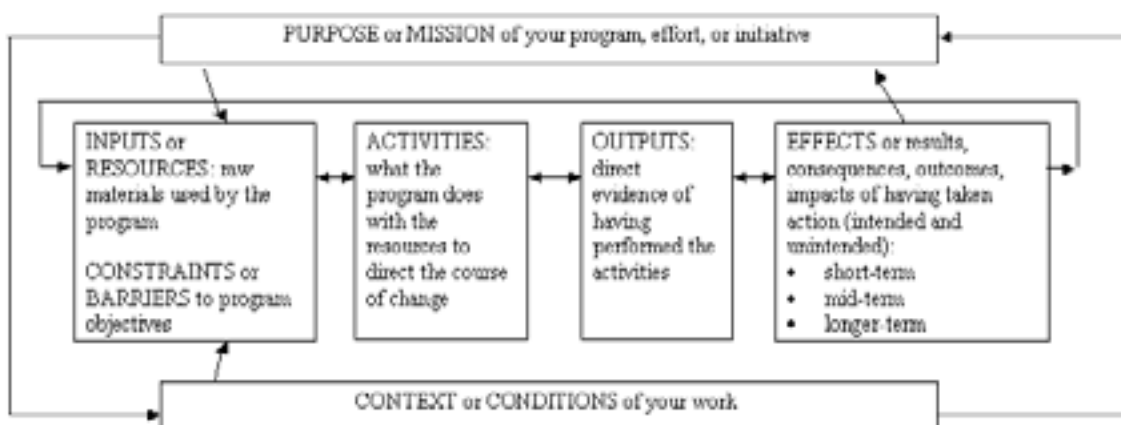 PURPOSE or MISSION of your program, effort, or initiative
INPUTS or
RESOURCES: raw
materials used by the
program
CONSTRAINTS or
BARRIERS to program
objectives
ACTIVITIES:
what the
program does
with the
resources to
direct the course
of change
OUTPUTS:
direct
evidence of
having
performed the
activities
EFFECTS or results,
consequences, outcomes,
impacts of having taken
action (intended and
unintended):
• short-term
• mid-term
• longer-term
CONTEXT or CONDITIONS of your work